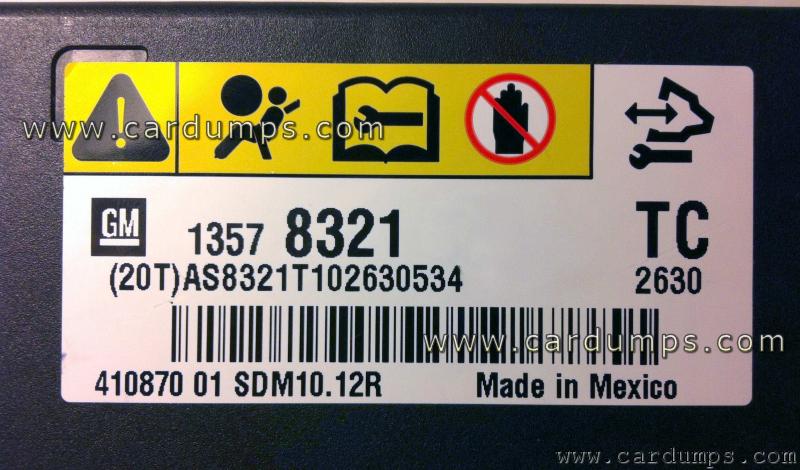 www.cardumps.com
GM 1357 8321 TC
(20T)AS8321T102630534 2630
www.cardumps.com
410870 01 SDM10.12R Made in Mexico
www.cardumps.com